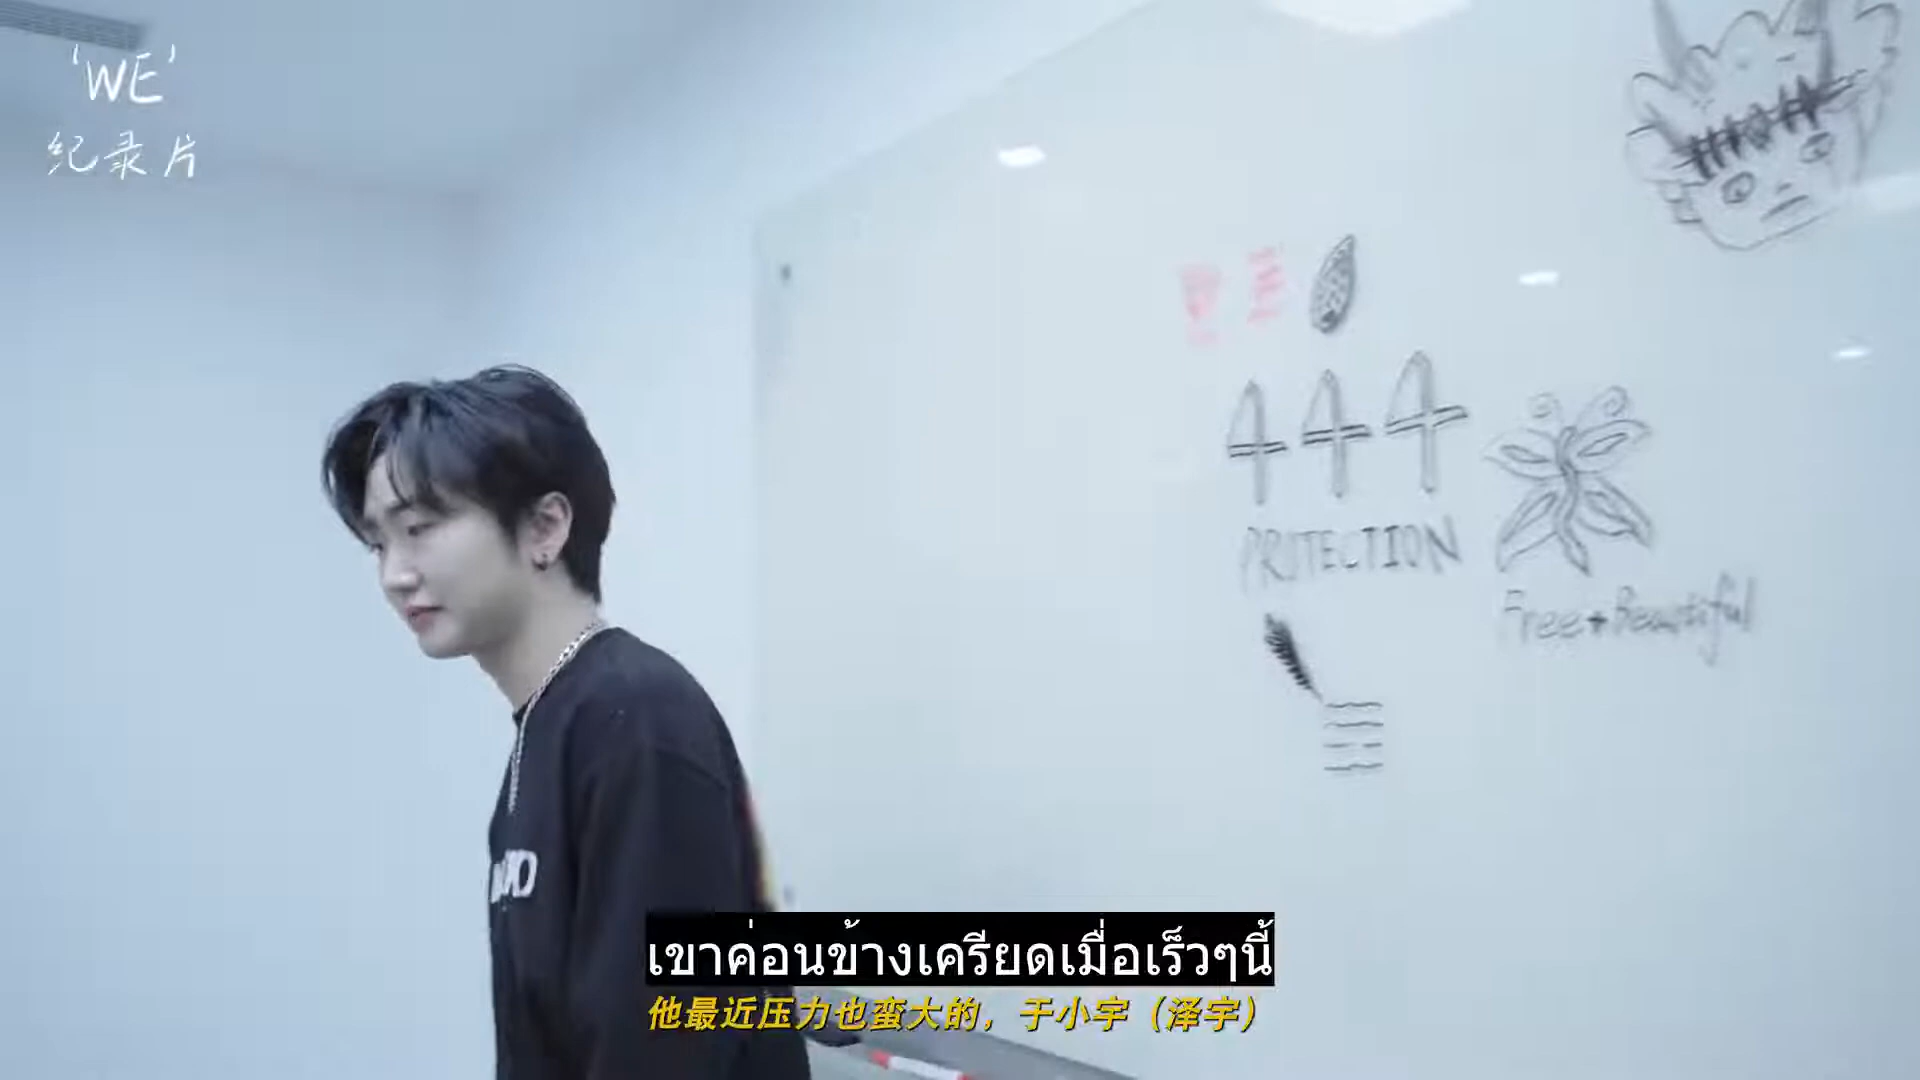 'WE'
纪录片
444
PROTECTION
Free+Beautiful
เขาค่อนข้างเครียดเมื่อเร็วๆนี้
他最近压力也蛮大的，于小宇（泽宇）